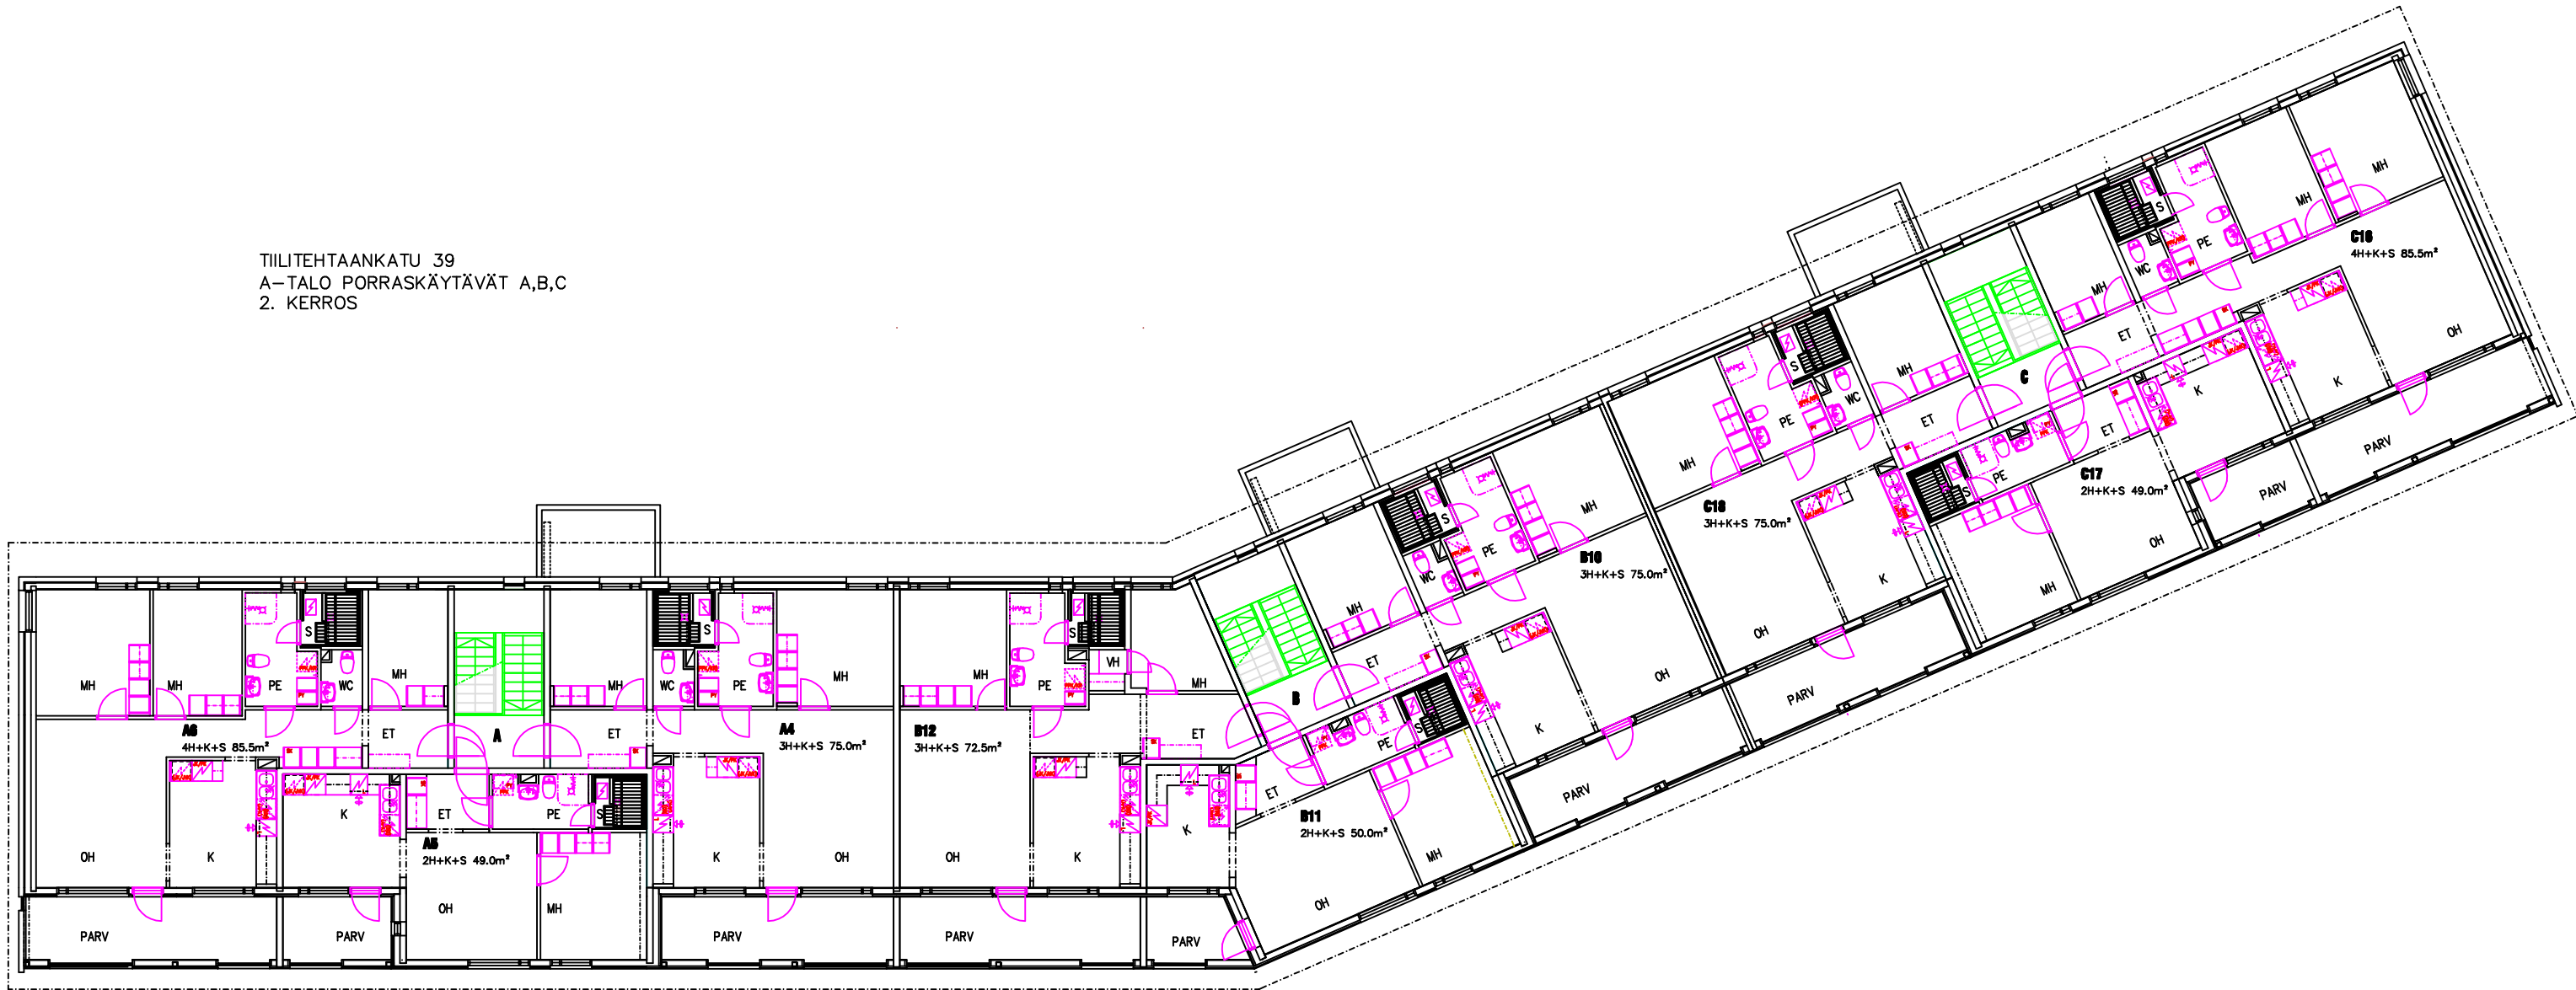 TIILITEHTAANKATU 39
A-TALO PORRASKÄYTÄVÄT A,B,C
2. KERROS
MH
MH
PE
S
WC
MH
A6
4H+K+S 85.5m²
ET
OH
K
PARV
A
K
ET
PE
S
A5
2H+K+S 49.0m²
OH
MH
PARV
MH
WC
S
PE
MH
ET
A4
3H+K+S 75.0m²
K
OH
PARV
MH
PE
S
VH
MH
B12
3H+K+S 72.5m²
ET
OH
K
PARV
B
K
ET
PE
S
B11
2H+K+S 50.0m²
OH
MH
PARV
MH
WC
S
PE
MH
ET
B10
3H+K+S 75.0m²
K
OH
PARV
MH
PE
S
WC
MH
C18
3H+K+S 75.0m²
ET
OH
K
PARV
C
K
ET
PE
S
C17
2H+K+S 49.0m²
OH
MH
PARV
MH
WC
S
PE
MH
MH
ET
C16
4H+K+S 85.5m²
K
OH
PARV